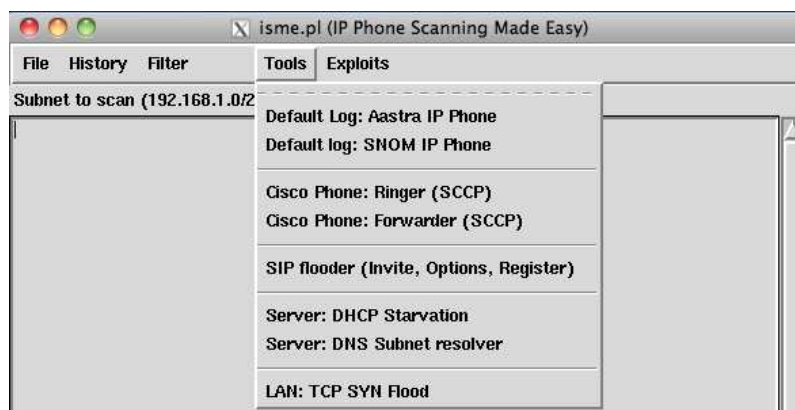 isme.pl (IP Phone Scanning Made Easy)
File History Filter Tools Exploits
Subnet to scan (192.168.1.0/2
Default Log: Aastra IP Phone
Default log: SNOM IP Phone
Cisco Phone: Ringer (SCCP)
Cisco Phone: Forwarder (SCCP)
SIP flooder (Invite, Options, Register)
Server: DHCP Starvation
Server: DNS Subnet resolver
LAN: TCP SYN Flood